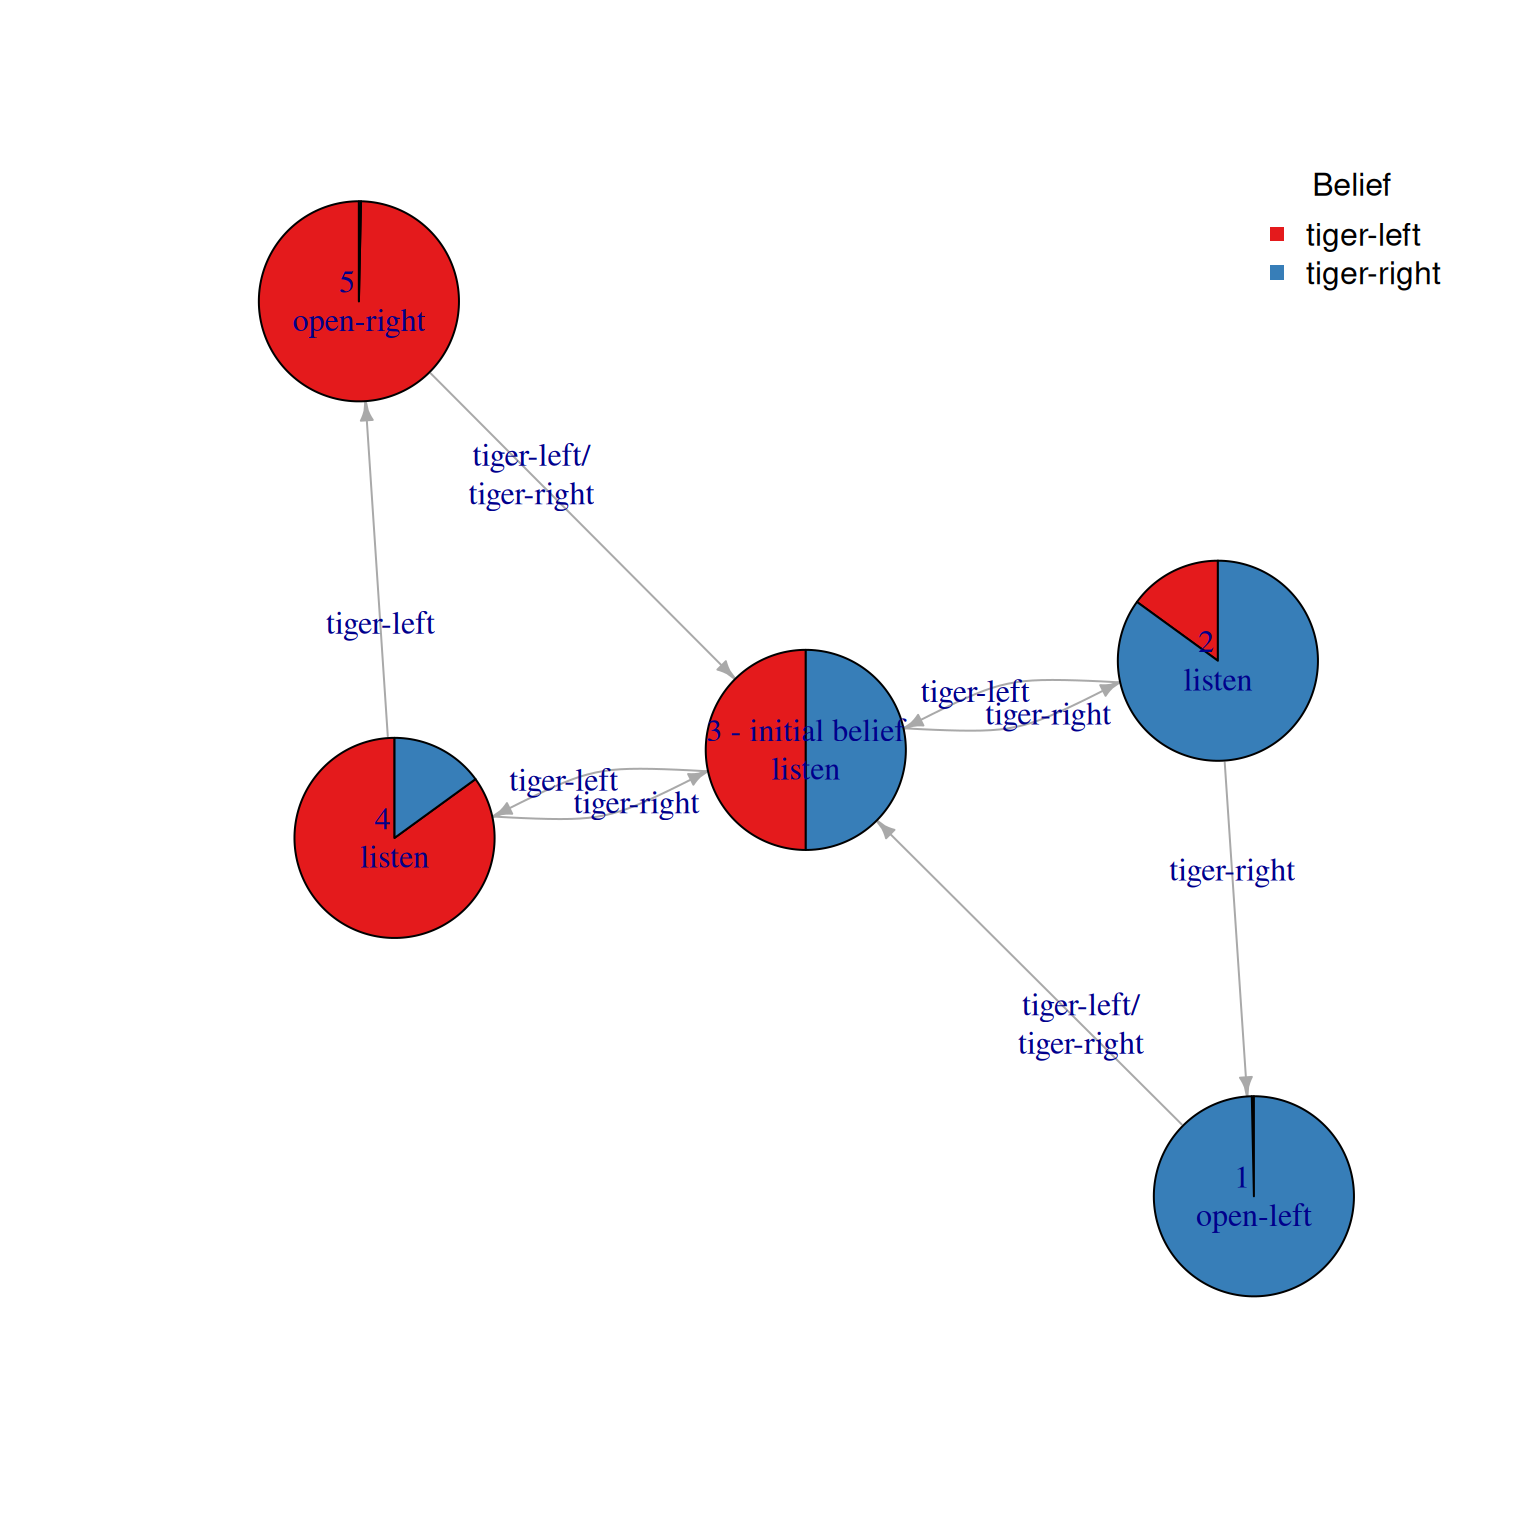 Belief
tiger-left
tiger-right
5
open-right
tiger-left/
tiger-right
tiger-left
2
listen
tiger-left
tiger-right
3 - initial belief
listen
tiger-left
tiger-right
4
listen
tiger-right
tiger-left/
tiger-right
1
open-left